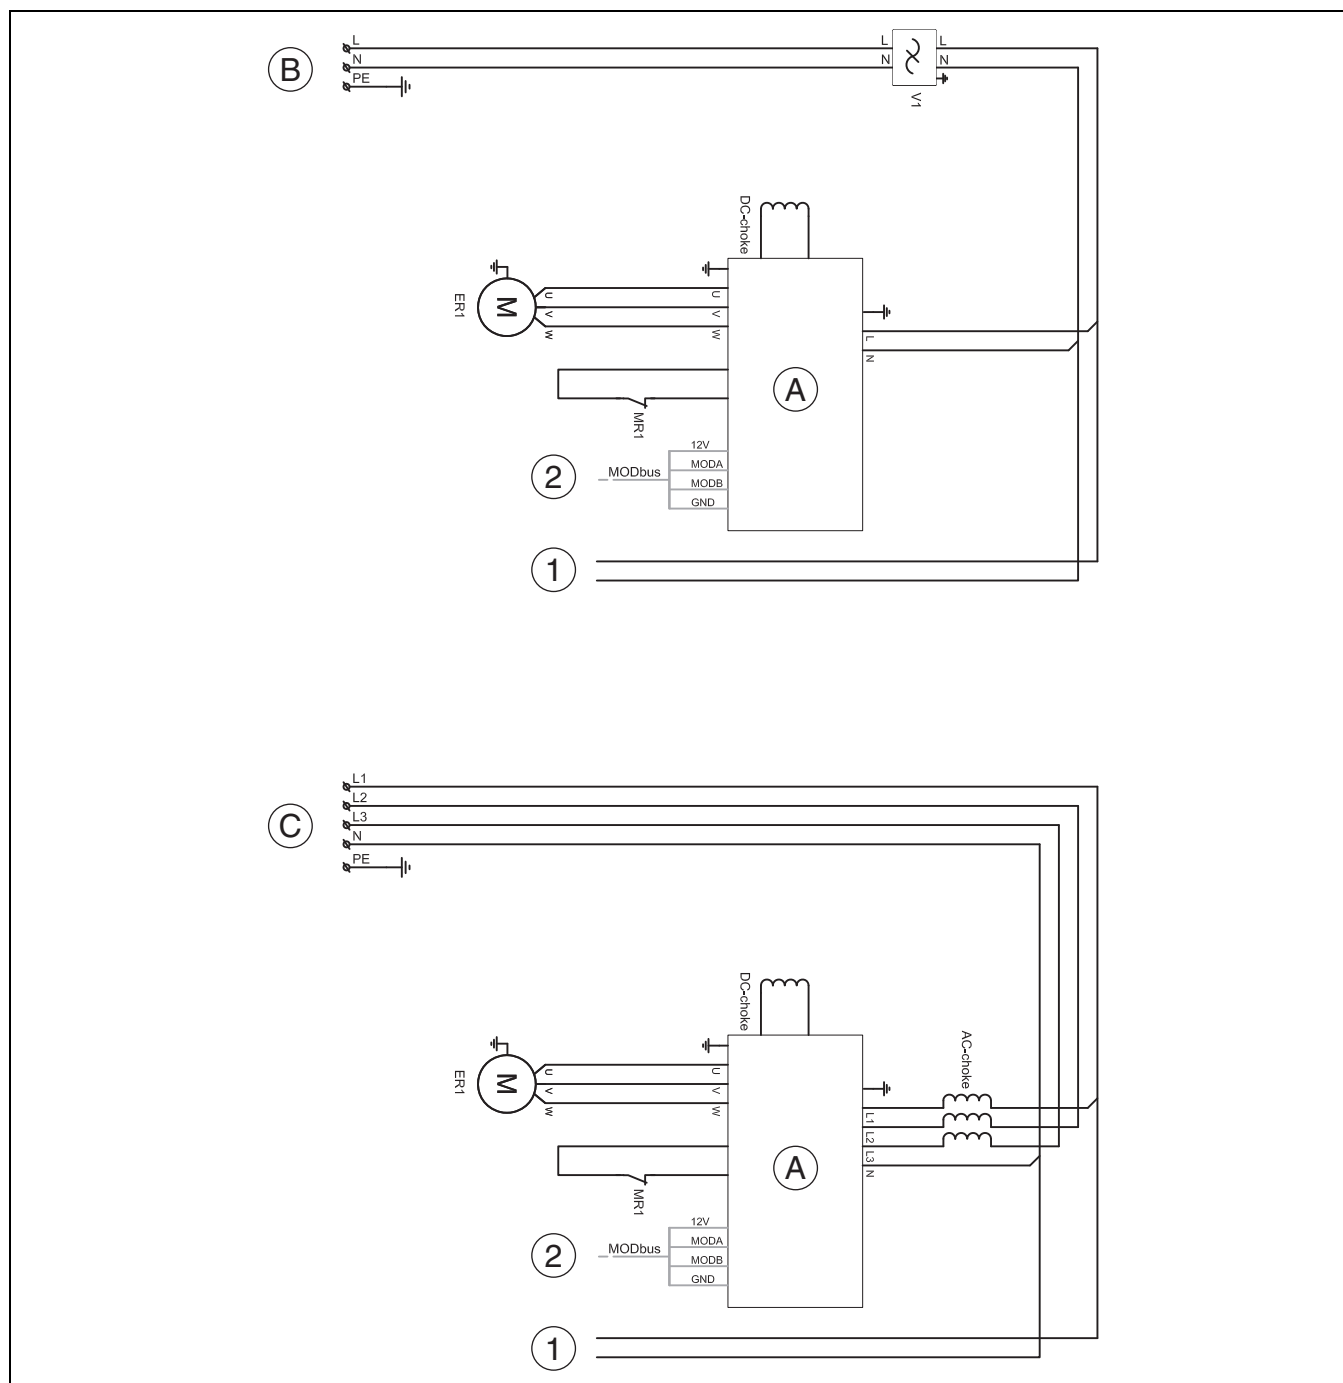 L
N
PE
B
L
N
L
N
V1
DC-choke
ER1
M
U
V
W
U
V
W
L
N
A
MR1
2
MODbus
12V
MODA
MODB
GND
1
L1
L2
L3
N
PE
C
DC-choke
AC-choke
ER1
M
U
V
W
U
V
W
L1
L2
L3
N
A
MR1
2
MODbus
12V
MODA
MODB
GND
1